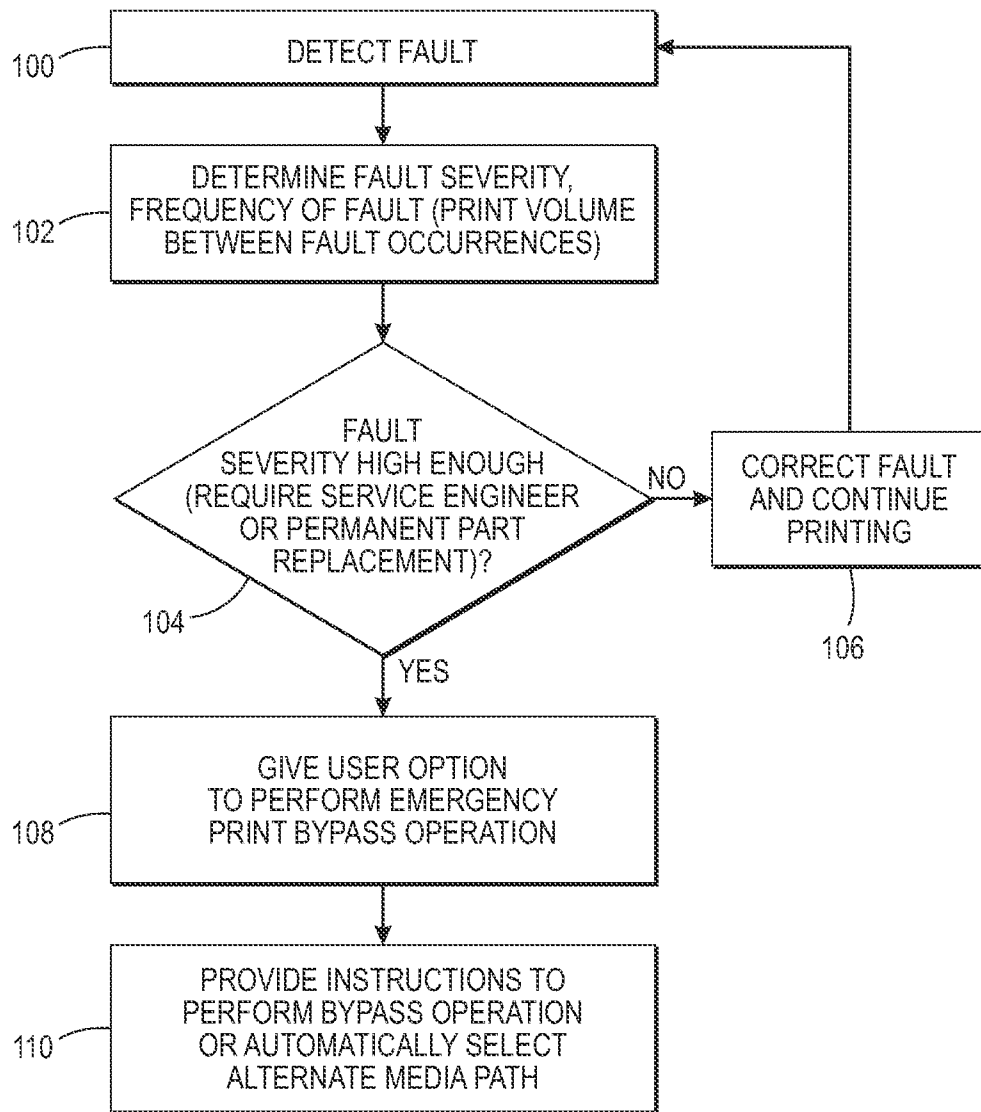 100
DETECT FAULT
102
DETERMINE FAULT SEVERITY,
FREQUENCY OF FAULT (PRINT VOLUME
BETWEEN FAULT OCCURRENCES)
FAULT
SEVERITY HIGH ENOUGH
(REQUIRE SERVICE ENGINEER
OR PERMANENT PART
REPLACEMENT)?
104
NO
CORRECT FAULT
AND CONTINUE
PRINTING
106
YES
108
GIVE USER OPTION
TO PERFORM EMERGENCY
PRINT BYPASS OPERATION
110
PROVIDE INSTRUCTIONS TO
PERFORM BYPASS OPERATION
OR AUTOMATICALLY SELECT
ALTERNATE MEDIA PATH